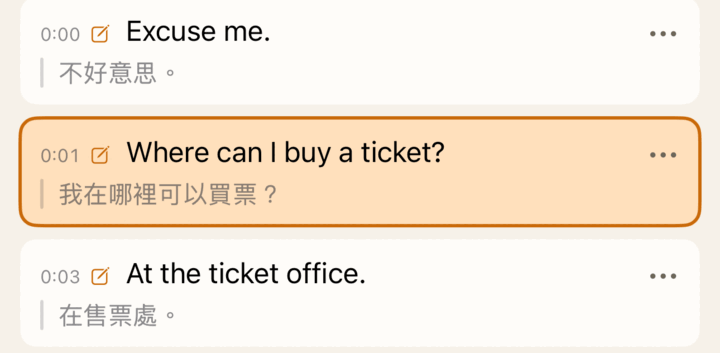 0:00 Excuse me.
不好意思。
0:01 Where can I buy a ticket?
我在哪裡可以買票？
0:03 At the ticket office.
在售票處。